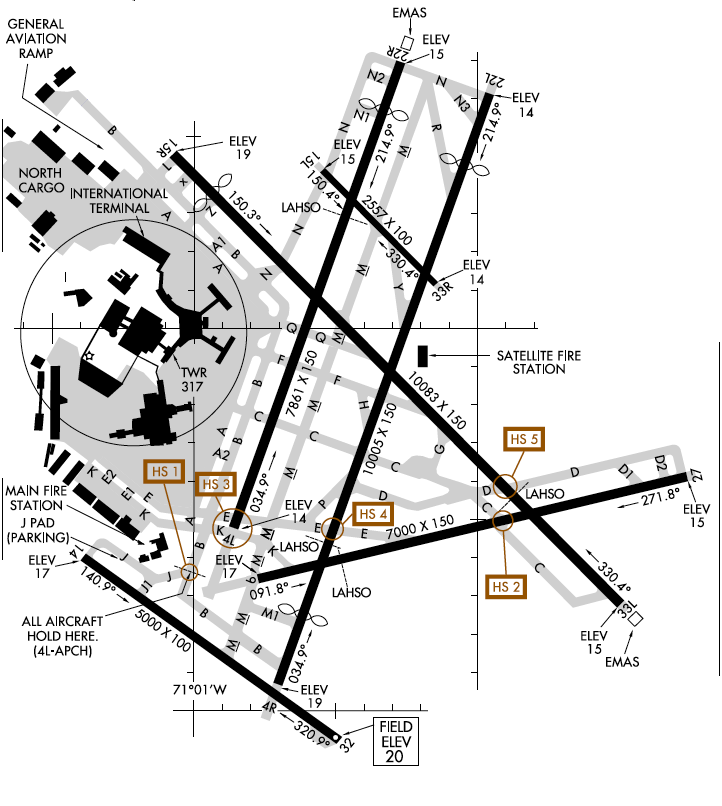 EMAS
22R
ELEV
15
GENERAL
AVIATION
RAMP
N2
N
22L
N3
ELEV
14
N1
N
R
214.9°
214.9°
B
15R
ELEV
19
15L
ELEV
15
M
NORTH
CARGO
INTERNATIONAL
TERMINAL
L
X
150.4°
LAHSO
N
150.3°
2557 X 100
A
A1
B
A
N
N
330.4°
M
Y
ELEV
14
33R
Q
Q
M
TWR
317
SATELLITE FIRE
STATION
F
F
B
7861 X 150
M
H
10083 X 150
C
C
A
B
A2
10005 X 150
G
C
HS 5
HS 1
HS 3
K
E2
E1
E
K
MAIN FIRE
STATION
J PAD
(PARKING)
034.9°
M
P
D
D
D
D1
D2
27
LAHSO
C
271.8°
ELEV
15
A
E
K
4L
ELEV
14
E
HS 4
E
7000 X 150
M
M
K
LAHSO
B
ELEV
17
14
J
J1
J
ELEV
17
9
091.8°
LAHSO
HS 2
C
330.4°
140.9°
ALL AIRCRAFT
HOLD HERE.
(4L-APCH)
5000 X 100
B
M
M
M1
B
034.9°
33L
ELEV
15
EMAS
71°01'W
ELEV
19
4R
320.9°
32
FIELD
ELEV
20